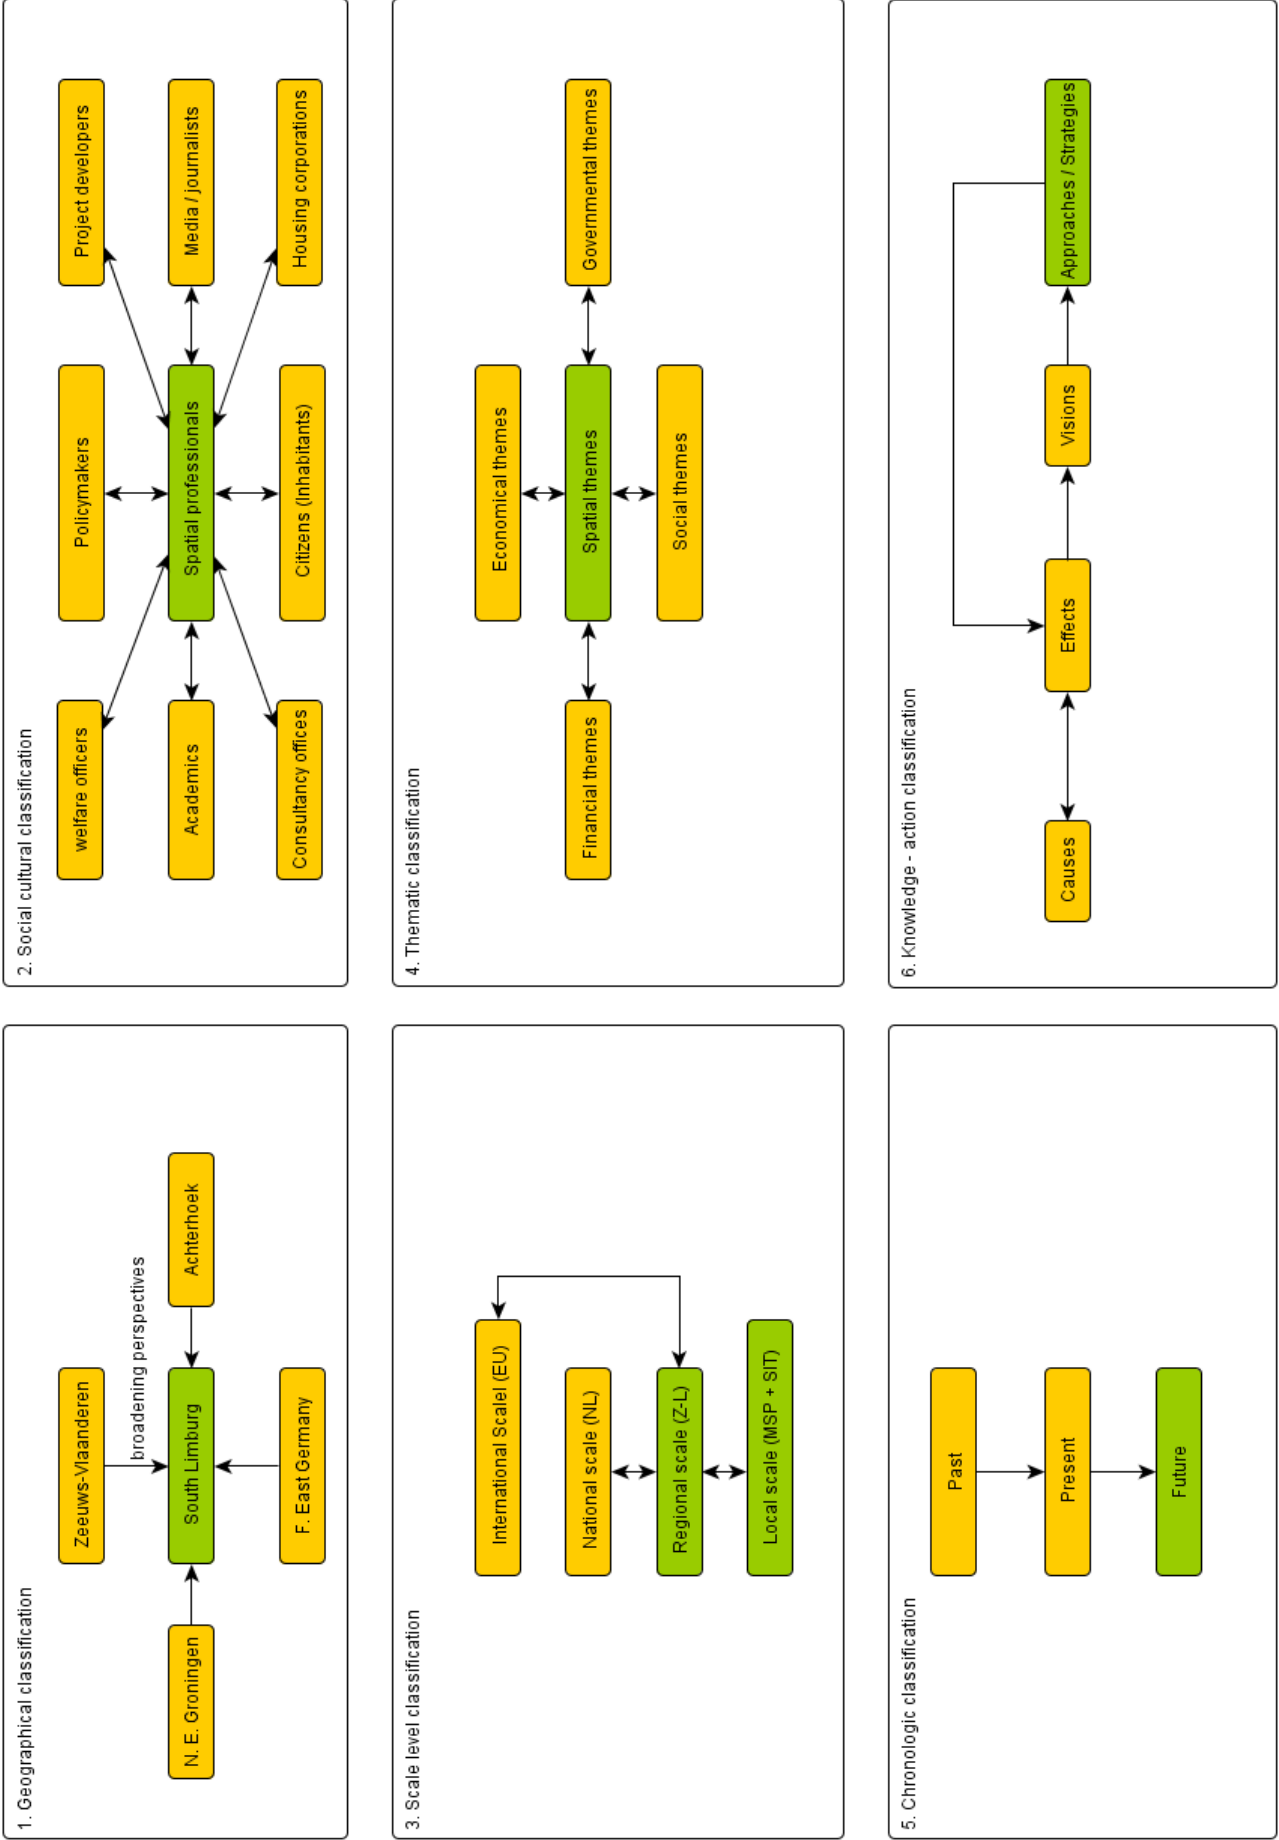 1. Geographical classification
Zeeuws-Vlaanderen
broadening perspectives
N. E. Groningen
South Limburg
Achterhoek
F. East Germany
2. Social cultural classification
welfare officers
Policymakers
Project developers
Academics
Spatial professionals
Media / journalists
Consultancy offices
Citizens (Inhabitants)
Housing corporations
3. Scale level classification
International Scalel (EU)
National scale (NL)
Regional scale (Z-L)
Local scale (MSP + SIT)
4. Thematic classification
Economical themes
Financial themes
Spatial themes
Governmental themes
Social themes
5. Chronologic classification
Past
Present
Future
6. Knowledge - action classification
Causes
Effects
Visions
Approaches / Strategies